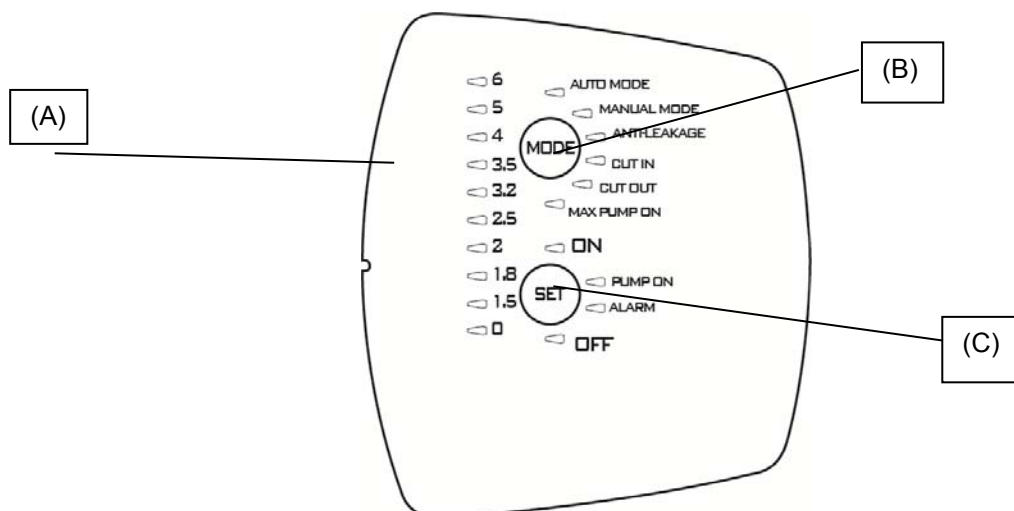 (A)
(B)
(C)
6
5
4
3.5
3.2
2.5
2
1.8
1.5
0
AUTO MODE
MANUAL MODE
ANTI-LEAKAGE
MODE
CUT IN
CUT OUT
MAX PUMP ON
ON
PUMP ON
SET
ALARM
OFF